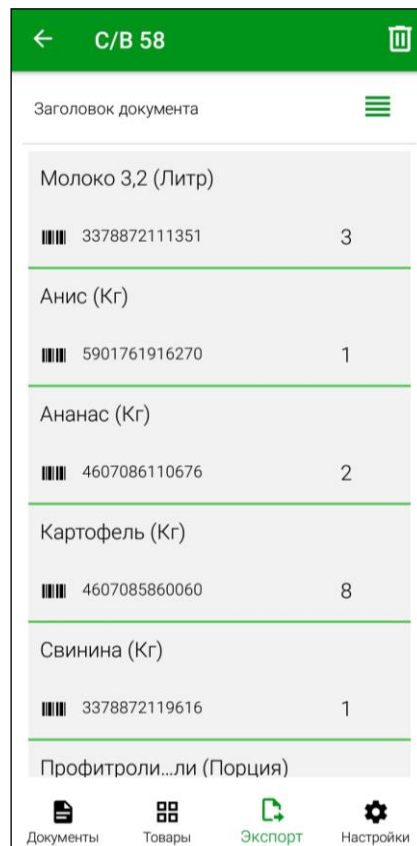 С/В 58
Заголовок документа
Молоко 3,2 (Литр)
3378872111351 3
Анис (Кг)
5901761916270 1
Ананас (Кг)
4607086110676 2
Картофель (Кг)
4607085860060 8
Свинина (Кг)
3378872119616 1
Профитроли...ли (Порция)
Документы Товары Экспорт Настройки